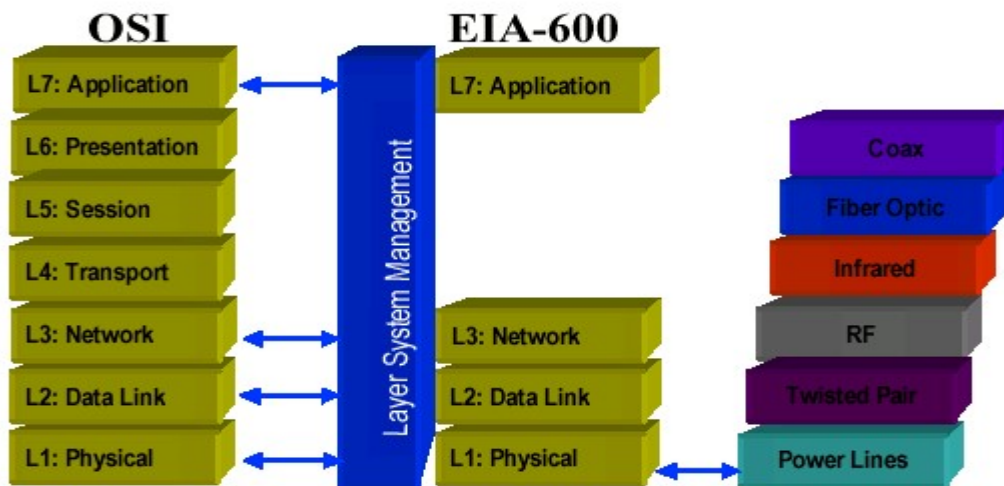 OSI
EIA-600
L7: Application
L6: Presentation
L5: Session
L4: Transport
L3: Network
L2: Data Link
L1: Physical
Layer System Management
L7: Application
L3: Network
L2: Data Link
L1: Physical
Coax
Fiber Optic
Infrared
RF
Twisted Pair
Power Lines